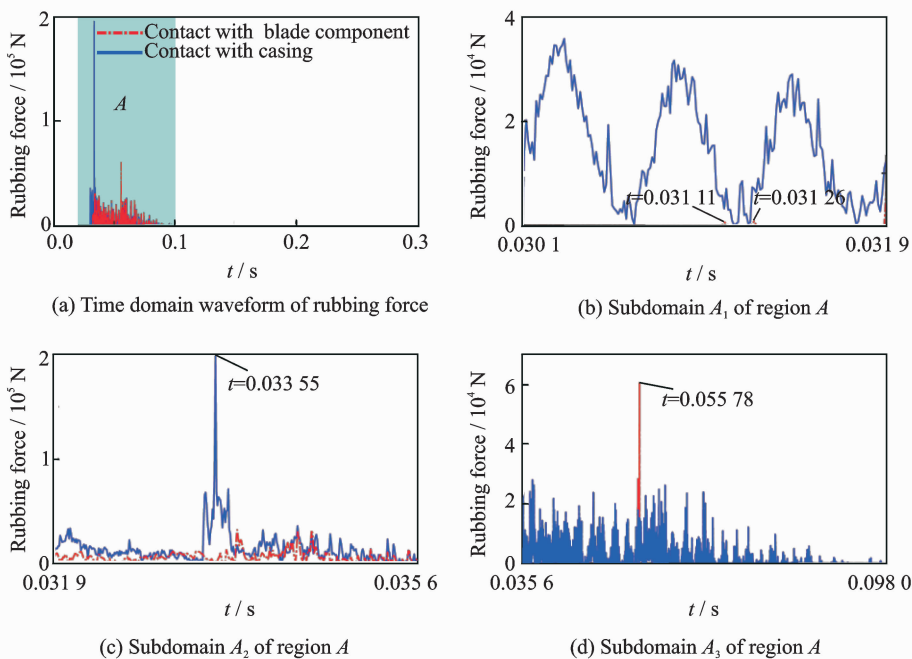 Rubbing force / 10⁵ N
2
1
0
Contact with blade component
Contact with casing
A
0.0
0.1
0.2
0.3
t / s
(a) Time domain waveform of rubbing force
Rubbing force / 10⁴ N
4
2
0
t=0.031 11
t=0.031 26
0.030 1
0.031 9
t / s
(b) Subdomain A₁ of region A
Rubbing force / 10⁵ N
2
1
0
t=0.033 55
0.031 9
0.035 6
t / s
(c) Subdomain A₂ of region A
Rubbing force / 10⁴ N
6
4
2
0
t=0.055 78
0.035 6
0.098 0
t / s
(d) Subdomain A₃ of region A